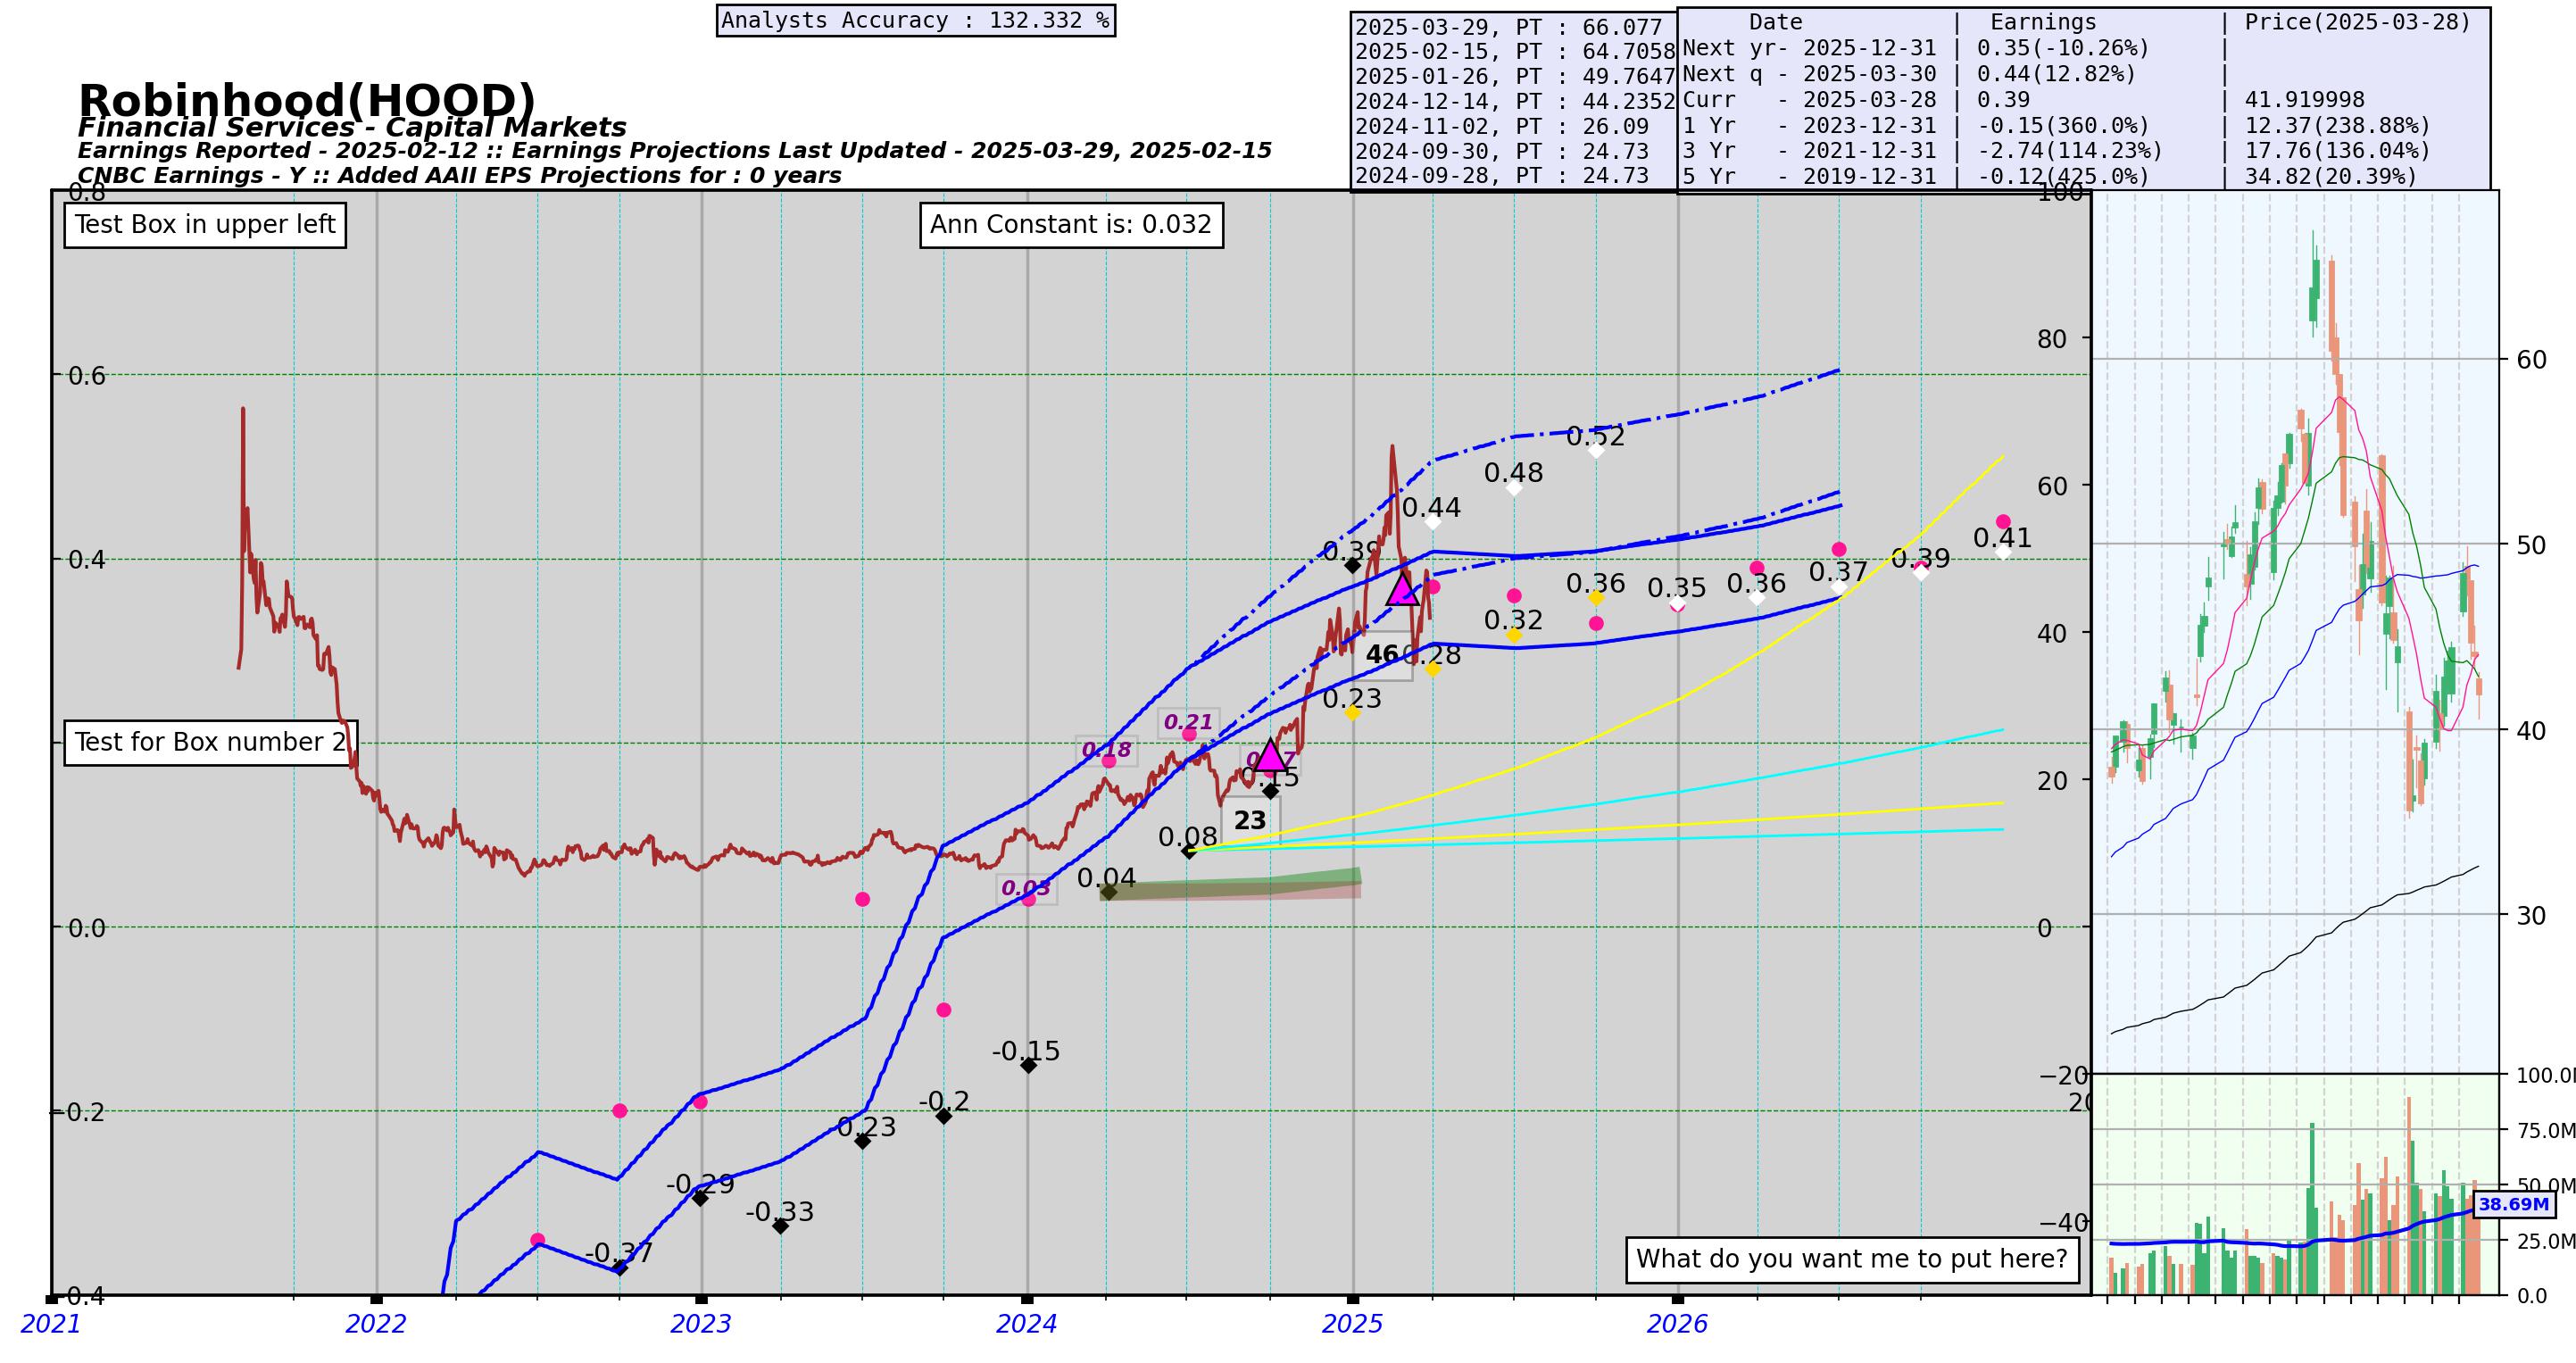 Analysts Accuracy : 132.332 %
2025-03-29, PT : 66.077
2025-02-15, PT : 64.7058
2025-01-26, PT : 49.7647
2024-12-14, PT : 44.2352
2024-11-02, PT : 26.09
2024-09-30, PT : 24.73
2024-09-28, PT : 24.73
Date | Earnings | Price(2025-03-28)
Next yr- 2025-12-31 | 0.35(-10.26%) |
Next q - 2025-03-30 | 0.44(12.82%) |
Curr - 2025-03-28 | 0.39 | 41.919998
1 Yr - 2023-12-31 | -0.15(360.0%) | 12.37(238.88%)
3 Yr - 2021-12-31 | -2.74(114.23%) | 17.76(136.04%)
5 Yr - 2019-12-31 | -0.12(425.0%) | 34.82(20.39%)
Robinhood(HOOD)
Financial Services - Capital Markets
Earnings Reported - 2025-02-12 :: Earnings Projections Last Updated - 2025-03-29, 2025-02-15
CNBC Earnings - Y :: Added AAII EPS Projections for : 0 years
Test Box in upper left
Ann Constant is: 0.032
Test for Box number 2
What do you want me to put here?
0.8
0.6
0.4
0.0
−0.2
−0.4
100
80
60
40
20
0
−20
−40
60
50
40
30
75.0M
50.0M
25.0M
0.0
38.69M
0.52
0.48
0.44
0.39
0.36
0.32
0.28
0.23
0.35
0.36
0.37
0.39
0.41
46
23
0.21
0.18
0.03
0.15
0.08
0.04
-0.15
-0.2
-0.29
-0.33
-0.37
2021
2022
2023
2024
2025
2026